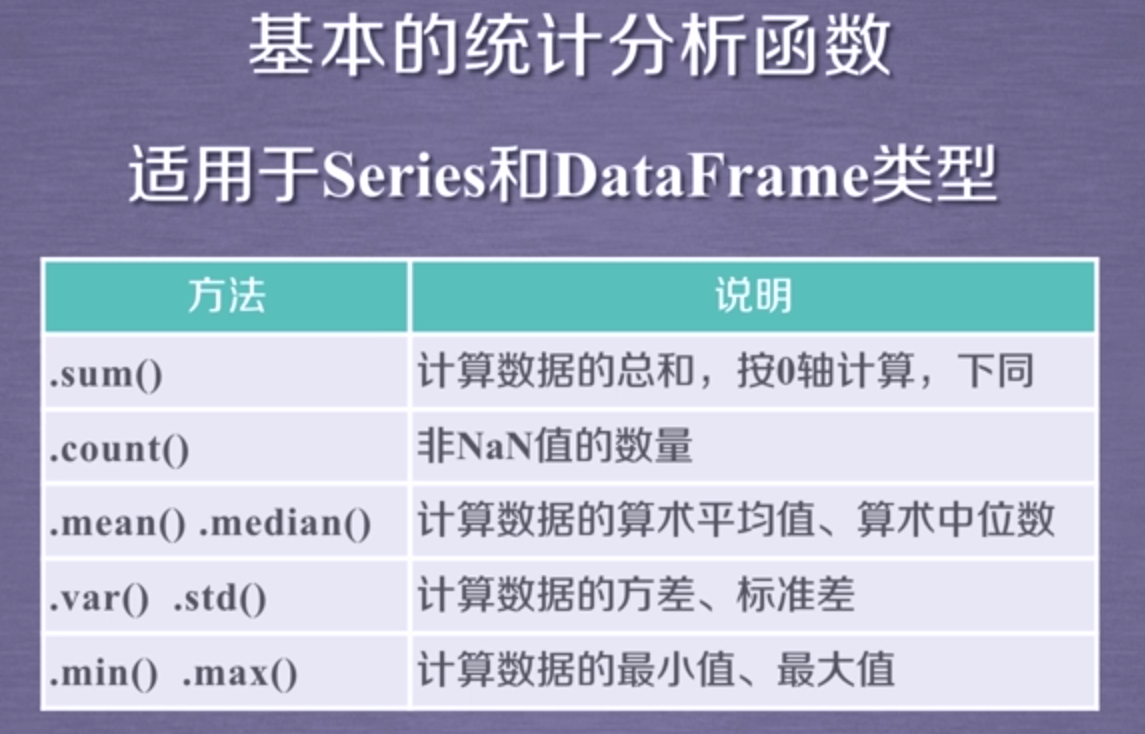 基本的统计分析函数
适用于Series和DataFrame类型
方法 说明
.sum() 计算数据的总和，按0轴计算，下同
.count() 非NaN值的数量
.mean() .median() 计算数据的算术平均值、算术中位数
.var() .std() 计算数据的方差、标准差
.min() .max() 计算数据的最小值、最大值